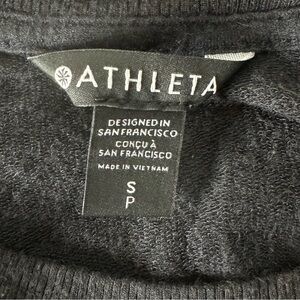 ATHLETA
DESIGNED IN
SAN FRANCISCO
CONÇU À
SAN FRANCISCO
MADE IN VIETNAM
S
P